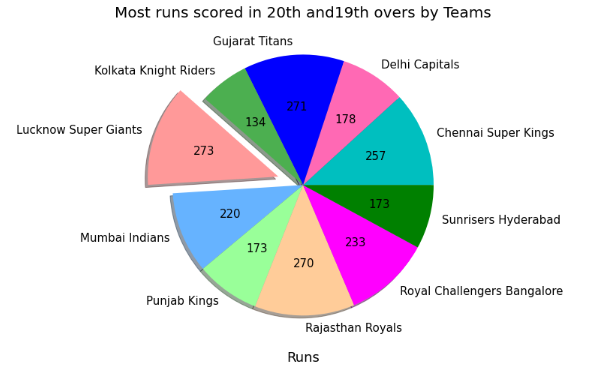 Most runs scored in 20th and19th overs by Teams
Gujarat Titans
Delhi Capitals
Kolkata Knight Riders
Lucknow Super Giants
Chennai Super Kings
271
178
134
273
257
220
173
Mumbai Indians
Sunrisers Hyderabad
173
233
270
Punjab Kings
Royal Challengers Bangalore
Rajasthan Royals
Runs